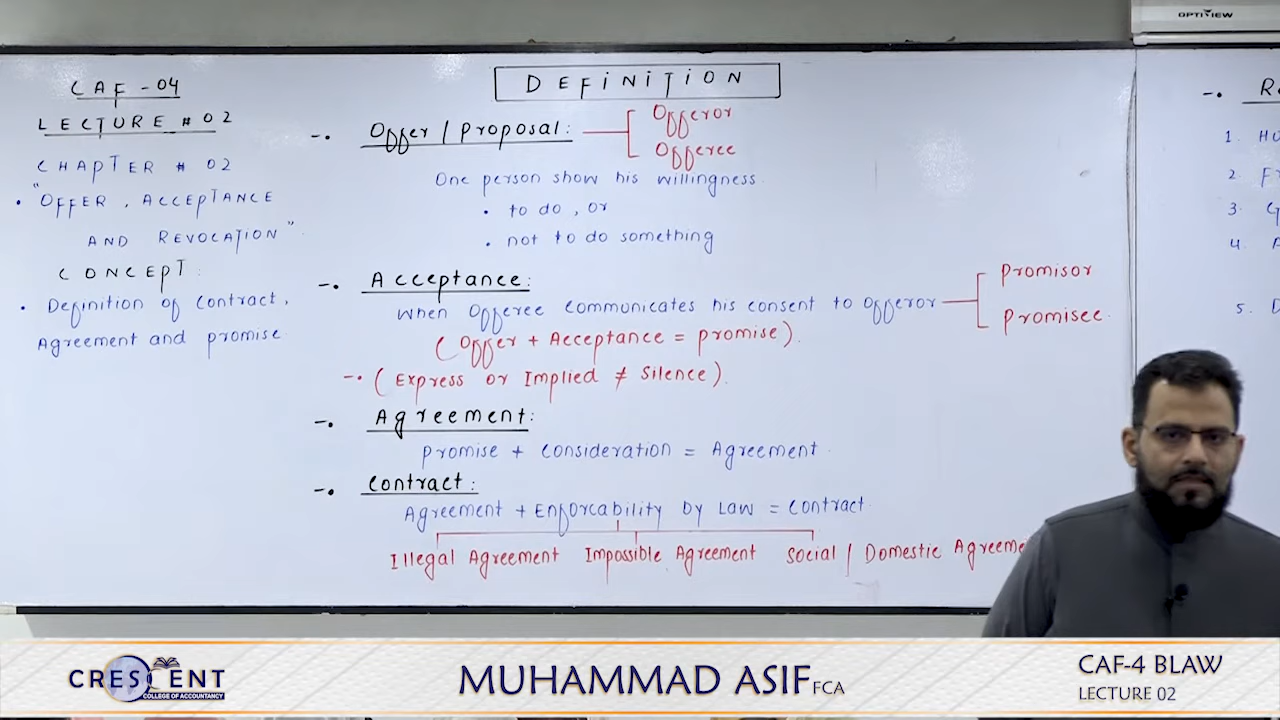 OPTIVIEW
CAF -04
LECTURE # 02
CHAPTER # 02
• "OFFER, ACCEPTANCE
AND REVOCATION".
CONCEPT:
• Definition of contract,
Agreement and promise.
DEFINITION
-• Offer / Proposal:
Offeror
Offeree
One person show his willingness.
• to do, or
• not to do something
-• Acceptance:
When Offeree communicates his consent to Offeror
Promisor
Promisee.
(Offer + Acceptance = promise).
-• (Express or Implied ≠ Silence).
-• Agreement:
Promise + consideration = Agreement.
-• Contract:
Agreement + Enforcability by Law = contract.
Illegal Agreement Impossible Agreement Social / Domestic Agreeme
-•
1.
2.
3.
4.
5.
CRESCENT
COLLEGE OF ACCOUNTANCY
MUHAMMAD ASIF FCA
CAF-4 BLAW
LECTURE 02